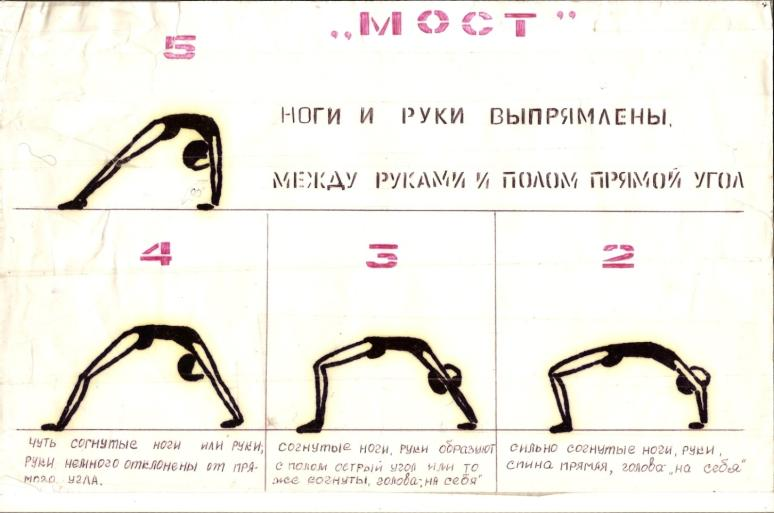 „МОСТ”
5
НОГИ И РУКИ ВЫПРЯМЛЕНЫ,
МЕЖДУ РУКАМИ И ПОЛОМ ПРЯМОЙ УГОЛ
4
3
2
чуть согнутые ноги или руки;
руки немного отклонены от пря-
мого угла.
согнутые ноги, руки образуют
с полом острый угол или то
же согнуты, голова „на себя"
сильно согнутые ноги, руки,
спина прямая, голова „на себя"